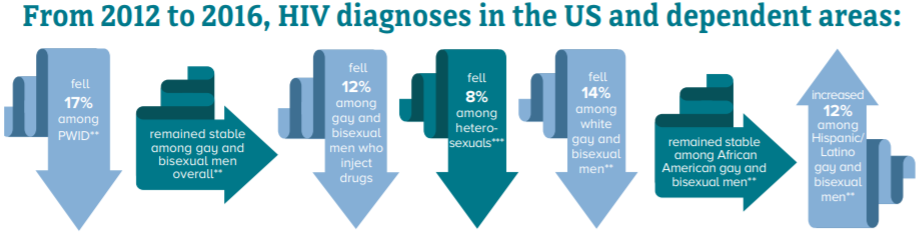 From 2012 to 2016, HIV diagnoses in the US and dependent areas:
fell
17%
among
PWID**
remained stable
among gay and
bisexual men
overall**
fell
12%
among
gay and
bisexual
men who
inject
drugs
fell
8%
among
hetero-
sexuals***
fell
14%
among
white
gay and
bisexual
men**
remained stable
among African
American gay and
bisexual men**
increased
12%
among
Hispanic/
Latino
gay and
bisexual
men**